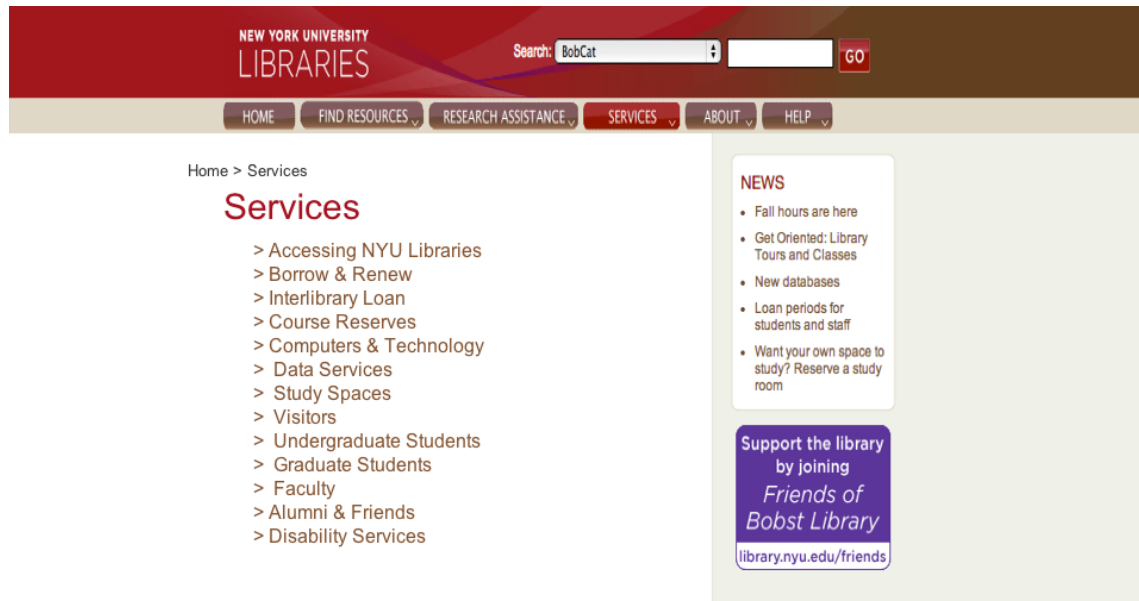 NEW YORK UNIVERSITY
LIBRARIES
Search: BobCat GO
HOME FIND RESOURCES RESEARCH ASSISTANCE SERVICES ABOUT HELP
Home > Services
Services
> Accessing NYU Libraries
> Borrow & Renew
> Interlibrary Loan
> Course Reserves
> Computers & Technology
> Data Services
> Study Spaces
> Visitors
> Undergraduate Students
> Graduate Students
> Faculty
> Alumni & Friends
> Disability Services
NEWS
• Fall hours are here
• Get Oriented: Library
Tours and Classes
• New databases
• Loan periods for
students and staff
• Want your own space to
study? Reserve a study
room
Support the library
by joining
Friends of
Bobst Library
library.nyu.edu/friends